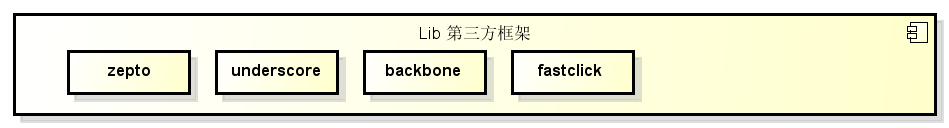 Lib 第三方框架
zepto underscore backbone fastclick